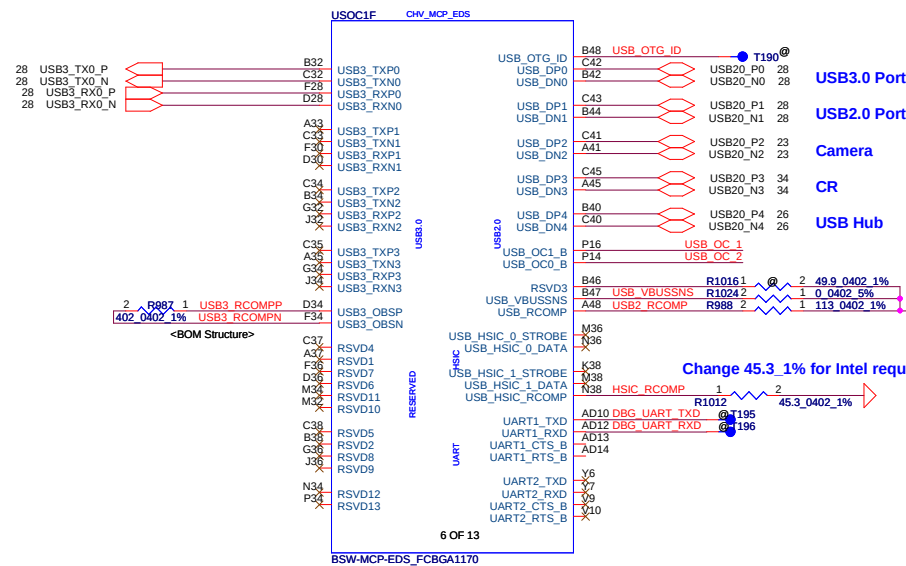 USOC1F CHV_MCP_EDS
28 USB3_TX0_P B32 USB3_TXP0
28 USB3_TX0_N C32 USB3_TXN0
28 USB3_RX0_P F28 USB3_RXP0
28 USB3_RX0_N D28 USB3_RXN0
A33 USB3_TXP1
C33 USB3_TXN1
F30 USB3_RXP1
D30 USB3_RXN1
C34 USB3_TXP2
B34 USB3_TXN2
G32 USB3_RXP2
J32 USB3_RXN2
C35 USB3_TXP3
A35 USB3_TXN3
G34 USB3_RXP3
J34 USB3_RXN3
2 R987 1 USB3_RCOMPP D34 USB3_OBSP
402_0402_1% USB3_RCOMPN F34 USB3_OBSN
<BOM Structure>
C37 RSVD4
A37 RSVD1
F36 RSVD7
D36 RSVD6
M34 RSVD11
M32 RSVD10
C38 RSVD5
B38 RSVD2
G36 RSVD8
J36 RSVD9
N34 RSVD12
P34 RSVD13
USB3.0
RESERVED
USB2.0
HSIC
UART
USB_OTG_ID B48 USB_OTG_ID T190 @
USB_DP0 C42 USB20_P0 28
USB_DN0 B42 USB20_N0 28
USB3.0 Port
USB_DP1 C43 USB20_P1 28
USB_DN1 B44 USB20_N1 28
USB2.0 Port
USB_DP2 C41 USB20_P2 23
USB_DN2 A41 USB20_N2 23
Camera
USB_DP3 C45 USB20_P3 34
USB_DN3 A45 USB20_N3 34
CR
USB_DP4 B40 USB20_P4 26
USB_DN4 C40 USB20_N4 26
USB Hub
USB_OC1_B P16 USB_OC_1
USB_OC0_B P14 USB_OC_2
RSVD3 B46 R1016 1 @ 2 49.9_0402_1%
USB_VBUSSNS B47 USB_VBUSSNS R1024 2 1 0_0402_5%
USB_RCOMP A48 USB2_RCOMP R988 2 1 113_0402_1%
USB_HSIC_0_STROBE M36
USB_HSIC_0_DATA N36
USB_HSIC_1_STROBE K38
USB_HSIC_1_DATA M38
USB_HSIC_RCOMP N38 HSIC_RCOMP 1 2
R1012 45.3_0402_1%
Change 45.3_1% for Intel requ
UART1_TXD AD10 DBG_UART_TXD @T195
UART1_RXD AD12 DBG_UART_RXD @T196
UART1_CTS_B AD13
UART1_RTS_B AD14
UART2_TXD Y6
UART2_RXD Y7
UART2_CTS_B V9
UART2_RTS_B V10
6 OF 13
BSW-MCP-EDS_FCBGA1170